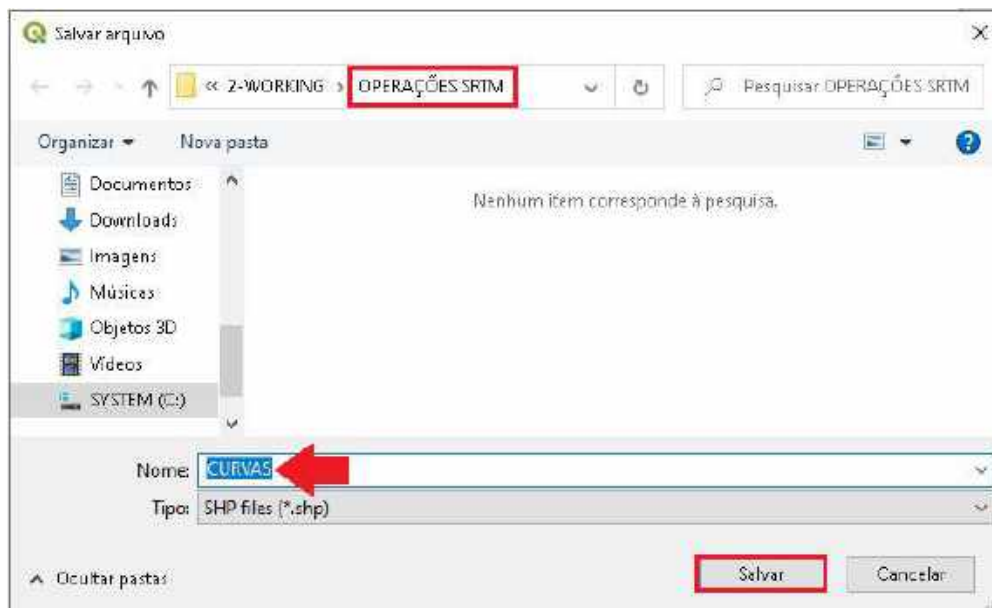 Salvar arquivo
« 2-WORKING › OPERAÇÕES SRTM
Pesquisar OPERAÇÕES SRTM
Organizar
Nova pasta
Documentos
Downloads
Imagens
Músicas
Objetos 3D
Vídeos
SYSTEM (C:)
Nenhum item corresponde à pesquisa.
Nome: CURVAS
Tipo: SHP files (*.shp)
Ocultar pastas
Salvar
Cancelar